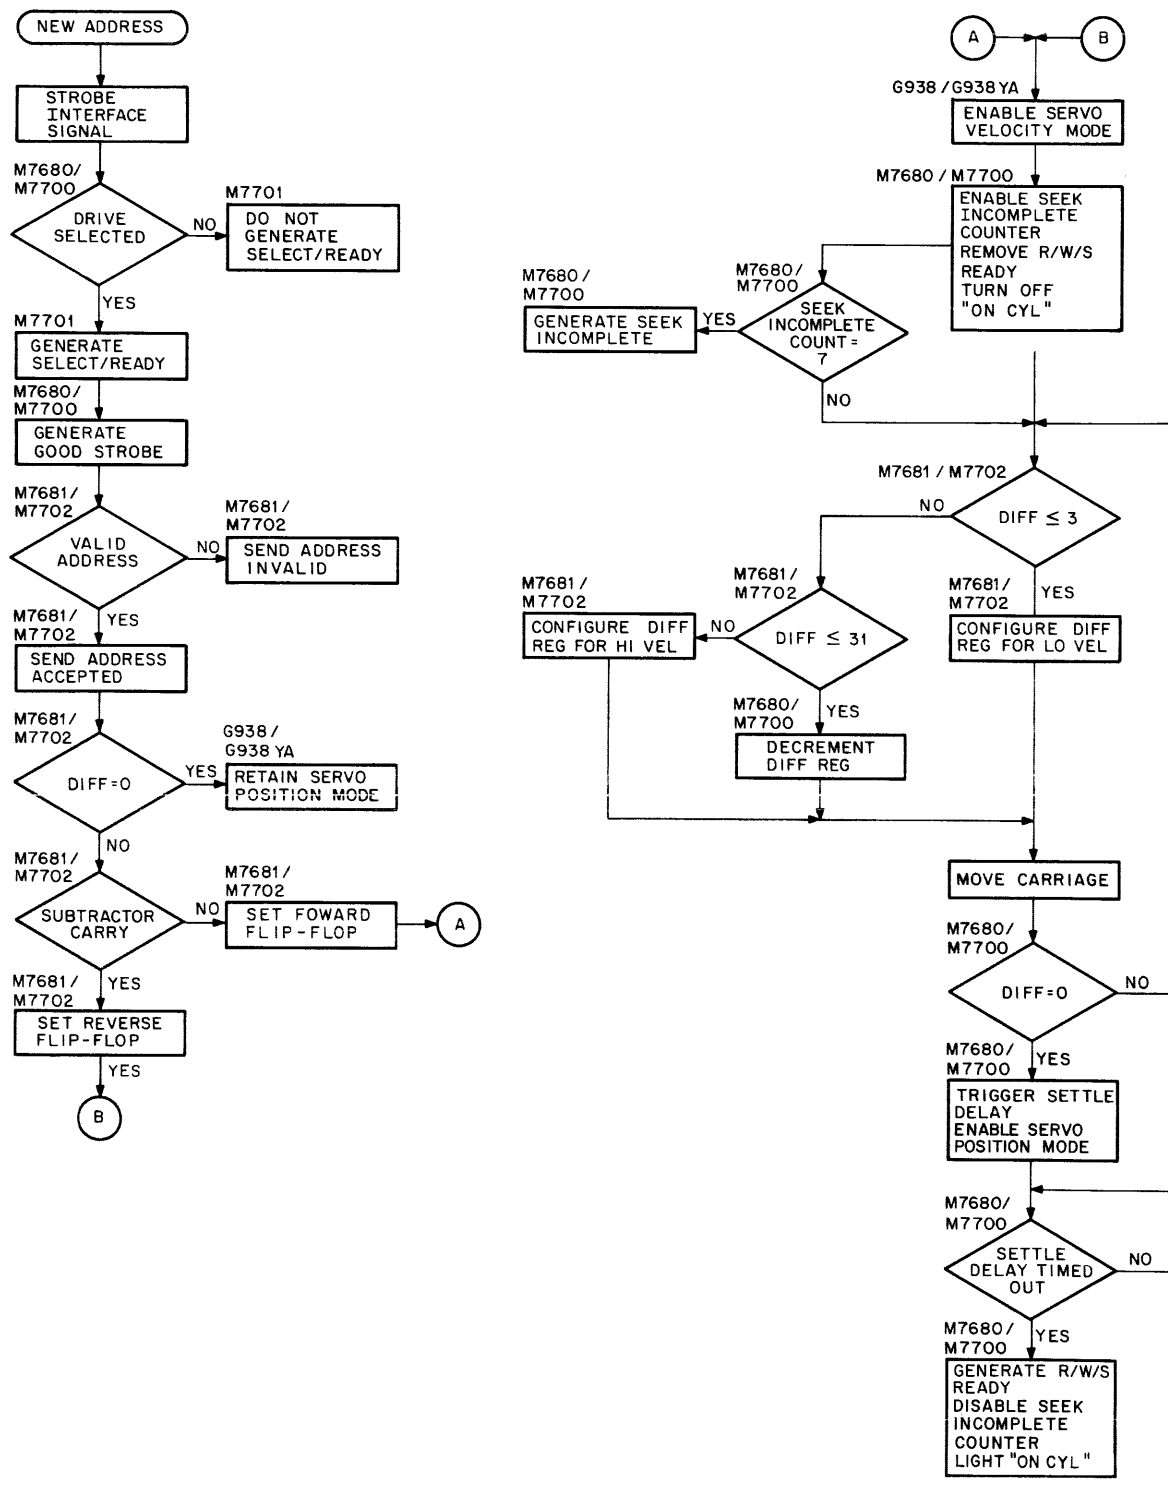 NEW ADDRESS
STROBE
INTERFACE
SIGNAL
M7680/
M7700
DRIVE
SELECTED
NO
M7701
DO NOT
GENERATE
SELECT/READY
YES
M7701
GENERATE
SELECT/READY
M7680/
M7700
GENERATE
GOOD STROBE
M7681/
M7702
VALID
ADDRESS
NO
M7681/
M7702
SEND ADDRESS
INVALID
YES
M7681/
M7702
SEND ADDRESS
ACCEPTED
M7681/
M7702
DIFF=0
YES
G938/
G938 YA
RETAIN SERVO
POSITION MODE
NO
M7681/
M7702
SUBTRACTOR
CARRY
NO
M7681/
M7702
SET FOWARD
FLIP-FLOP
A
YES
M7681/
M7702
SET REVERSE
FLIP-FLOP
YES
B
A
B
G938/G938YA
ENABLE SERVO
VELOCITY MODE
M7680/M7700
ENABLE SEEK
INCOMPLETE
COUNTER
REMOVE R/W/S
READY
TURN OFF
"ON CYL"
M7680/
M7700
SEEK
INCOMPLETE
COUNT=
7
YES
M7680/
M7700
GENERATE SEEK
INCOMPLETE
NO
M7681/M7702
DIFF ≤ 3
NO
YES
M7681/
M7702
CONFIGURE DIFF
REG FOR LO VEL
M7681/
M7702
DIFF ≤ 31
NO
M7681/
M7702
CONFIGURE DIFF
REG FOR HI VEL
YES
M7680/
M7700
DECREMENT
DIFF REG
MOVE CARRIAGE
M7680/
M7700
DIFF=0
NO
YES
M7680/
M7700
TRIGGER SETTLE
DELAY
ENABLE SERVO
POSITION MODE
M7680/
M7700
SETTLE
DELAY TIMED
OUT
NO
YES
M7680/
M7700
GENERATE R/W/S
READY
DISABLE SEEK
INCOMPLETE
COUNTER
LIGHT "ON CYL"